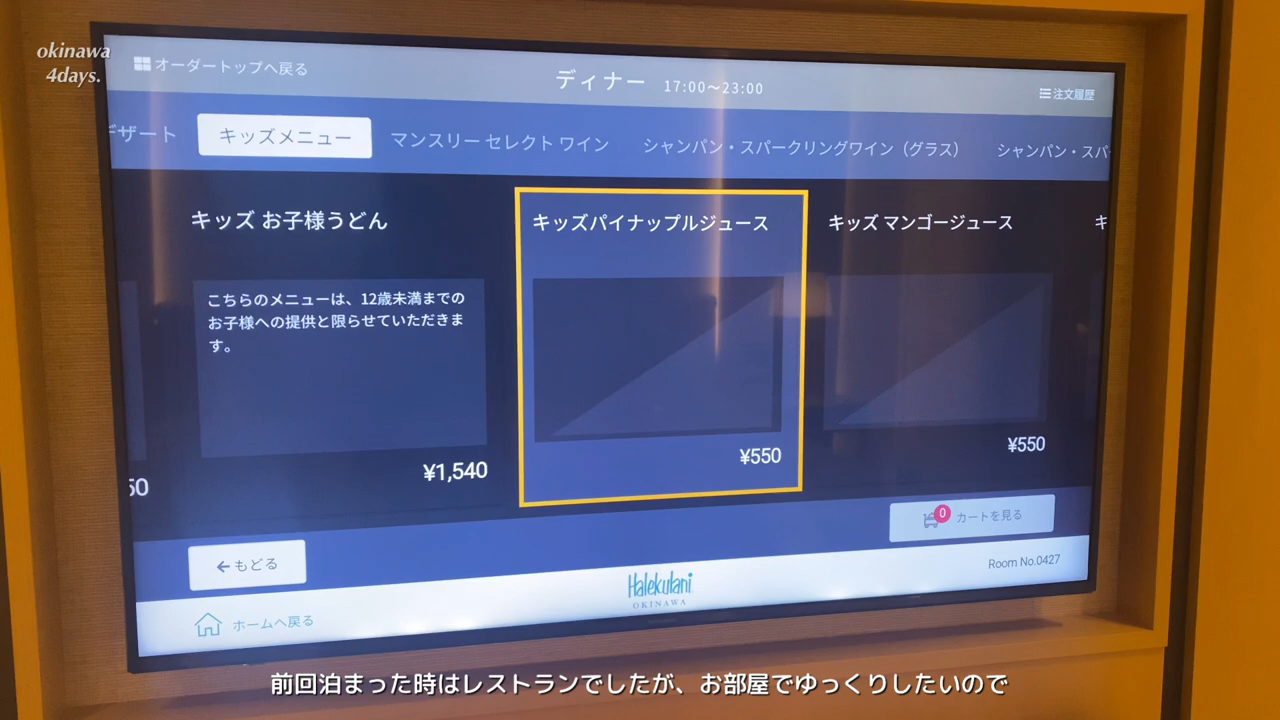 okinawa
4days.
オーダートップへ戻る
ディナー 17:00〜23:00
注文履歴
デザート
キッズメニュー
マンスリー セレクト ワイン
シャンパン・スパークリングワイン（グラス）
シャンパン・スパ
キッズ お子様うどん
こちらのメニューは、12歳未満までの
お子様への提供と限らせていただきま
す。
¥1,540
キッズパイナップルジュース
¥550
キッズ マンゴージュース
¥550
キ
50
0 カートを見る
もどる
Room No.0427
Halekulani
OKINAWA
ホームへ戻る
前回泊まった時はレストランでしたが、お部屋でゆっくりしたいので